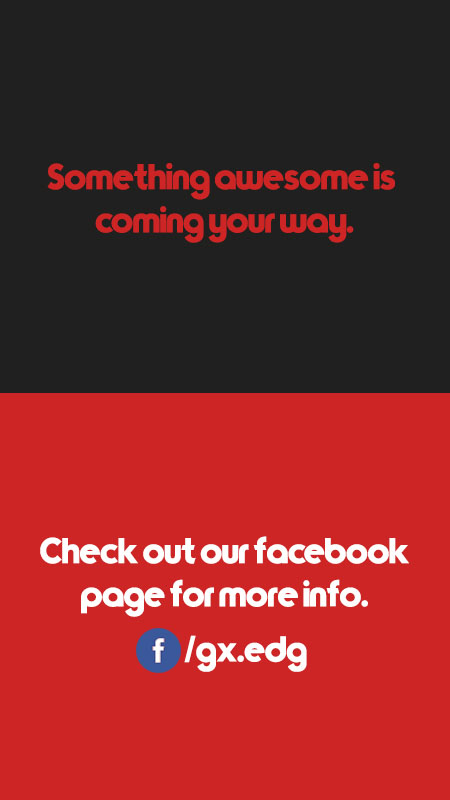 Something awesome is
coming your way.
Check out our facebook
page for more info.
f/gx.edg